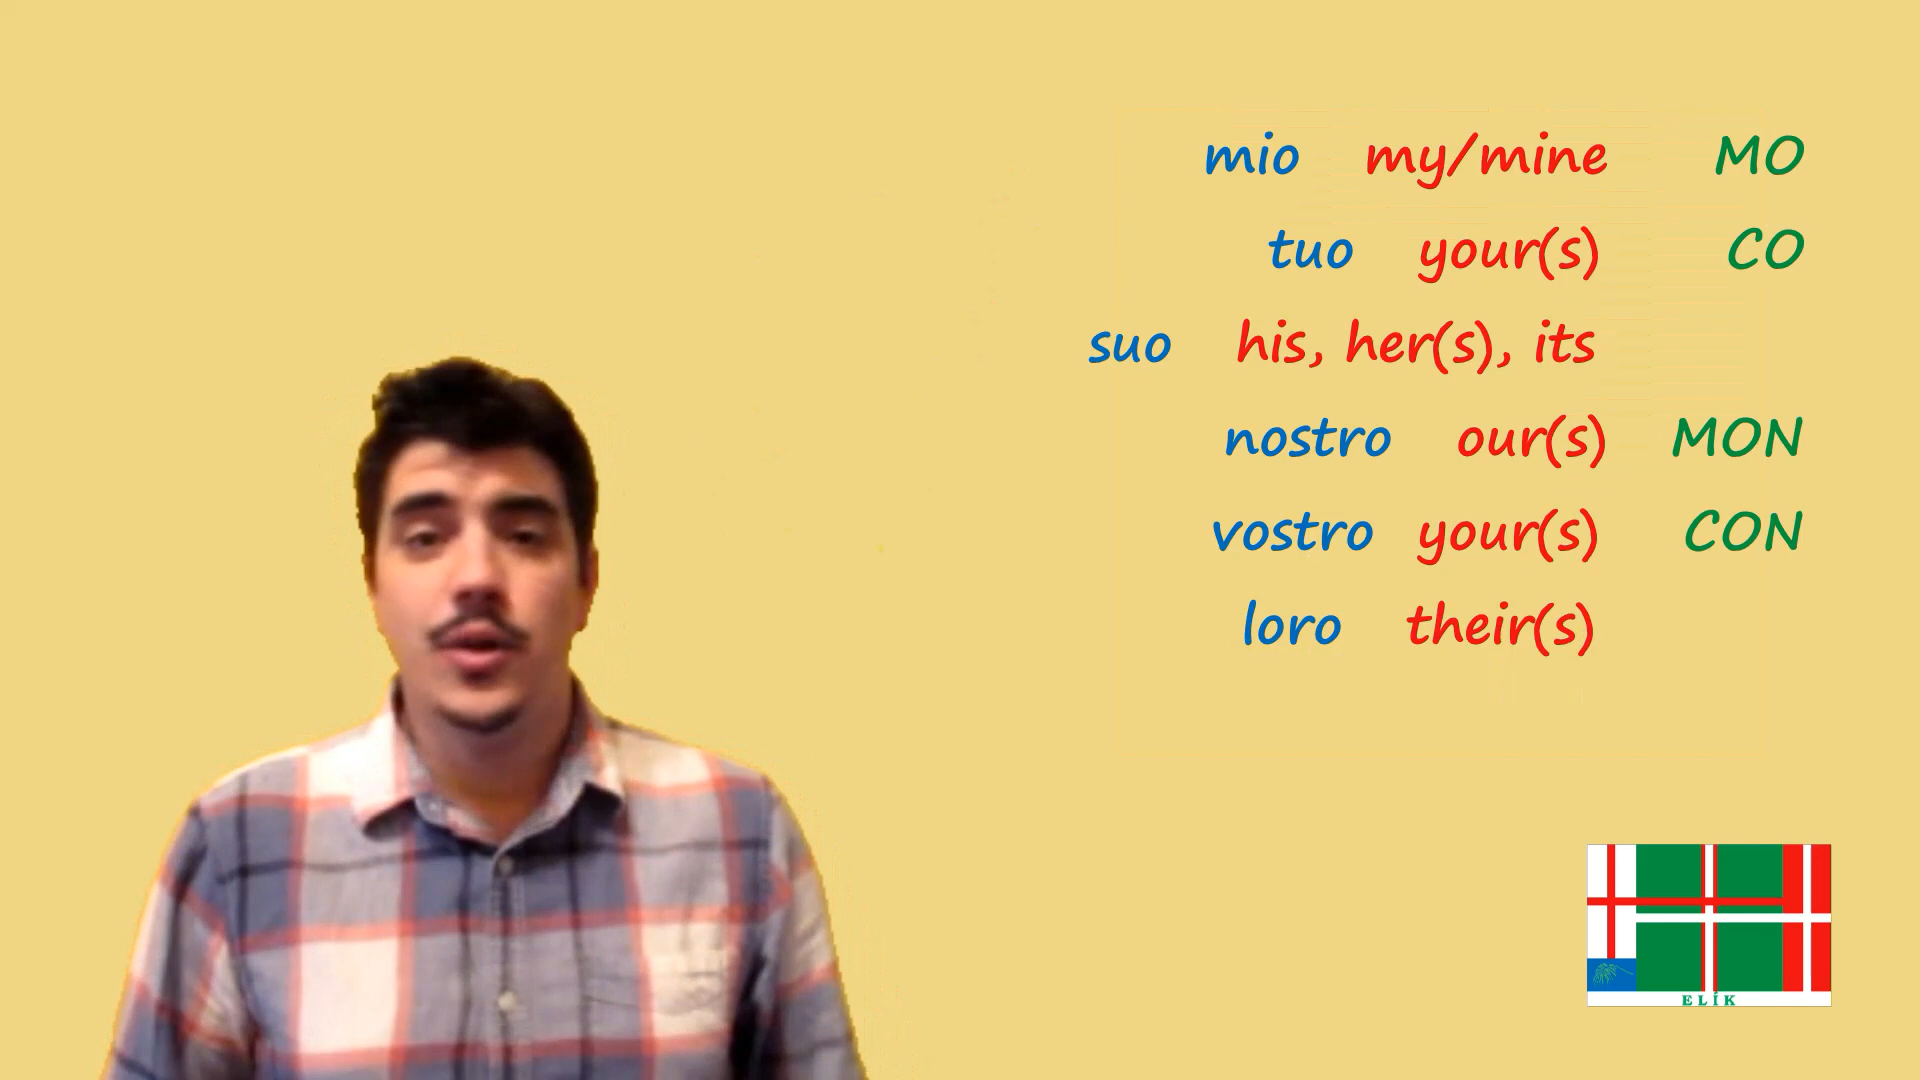 mio my/mine MO
tuo your(s) CO
suo his, her(s), its
nostro our(s) MON
vostro your(s) CON
loro their(s)
ELÍK